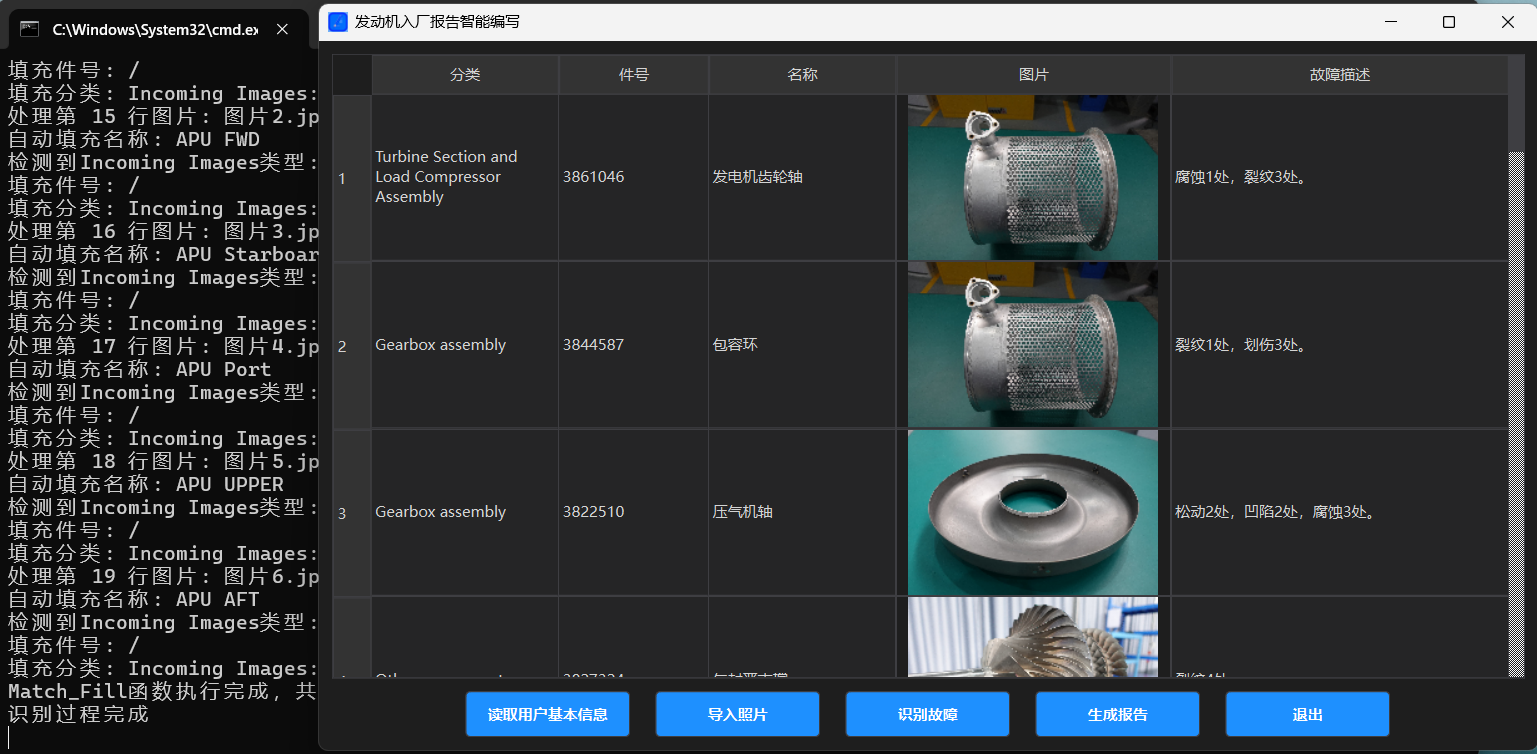 C:\Windows\System32\cmd.ex
填充件号: /
填充分类: Incoming Images:
处理第 15 行图片: 图片2.jp
自动填充名称: APU FWD
检测到Incoming Images类型:
填充件号: /
填充分类: Incoming Images:
处理第 16 行图片: 图片3.jp
自动填充名称: APU Starboar
检测到Incoming Images类型:
填充件号: /
填充分类: Incoming Images:
处理第 17 行图片: 图片4.jp
自动填充名称: APU Port
检测到Incoming Images类型:
填充件号: /
填充分类: Incoming Images:
处理第 18 行图片: 图片5.jp
自动填充名称: APU UPPER
检测到Incoming Images类型:
填充件号: /
填充分类: Incoming Images:
处理第 19 行图片: 图片6.jp
自动填充名称: APU AFT
检测到Incoming Images类型:
填充件号: /
填充分类: Incoming Images:
Match_Fill函数执行完成, 共
识别过程完成
发动机入厂报告智能编写
分类 件号 名称 图片 故障描述
1 Turbine Section and
Load Compressor
Assembly
3861046 发电机齿轮轴 腐蚀1处，裂纹3处。
2 Gearbox assembly 3844587 包容环 裂纹1处，划伤3处。
3 Gearbox assembly 3822510 压气机轴 松动2处，凹陷2处，腐蚀3处。
读取用户基本信息 导入照片 识别故障 生成报告 退出